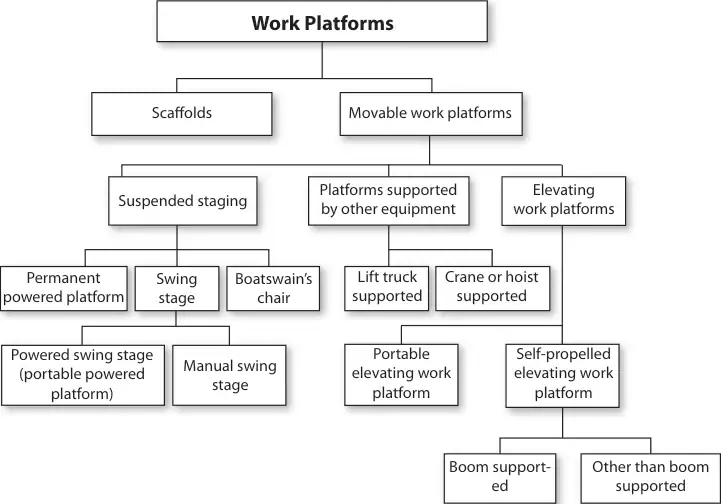 Work Platforms
Scaffolds
Movable work platforms
Suspended staging
Platforms supported
by other equipment
Elevating
work platforms
Permanent
powered platform
Swing
stage
Boatswain's
chair
Lift truck
supported
Crane or hoist
supported
Powered swing stage
(portable powered
platform)
Manual swing
stage
Portable
elevating work
platform
Self-propelled
elevating work
platform
Boom support-
ed
Other than boom
supported